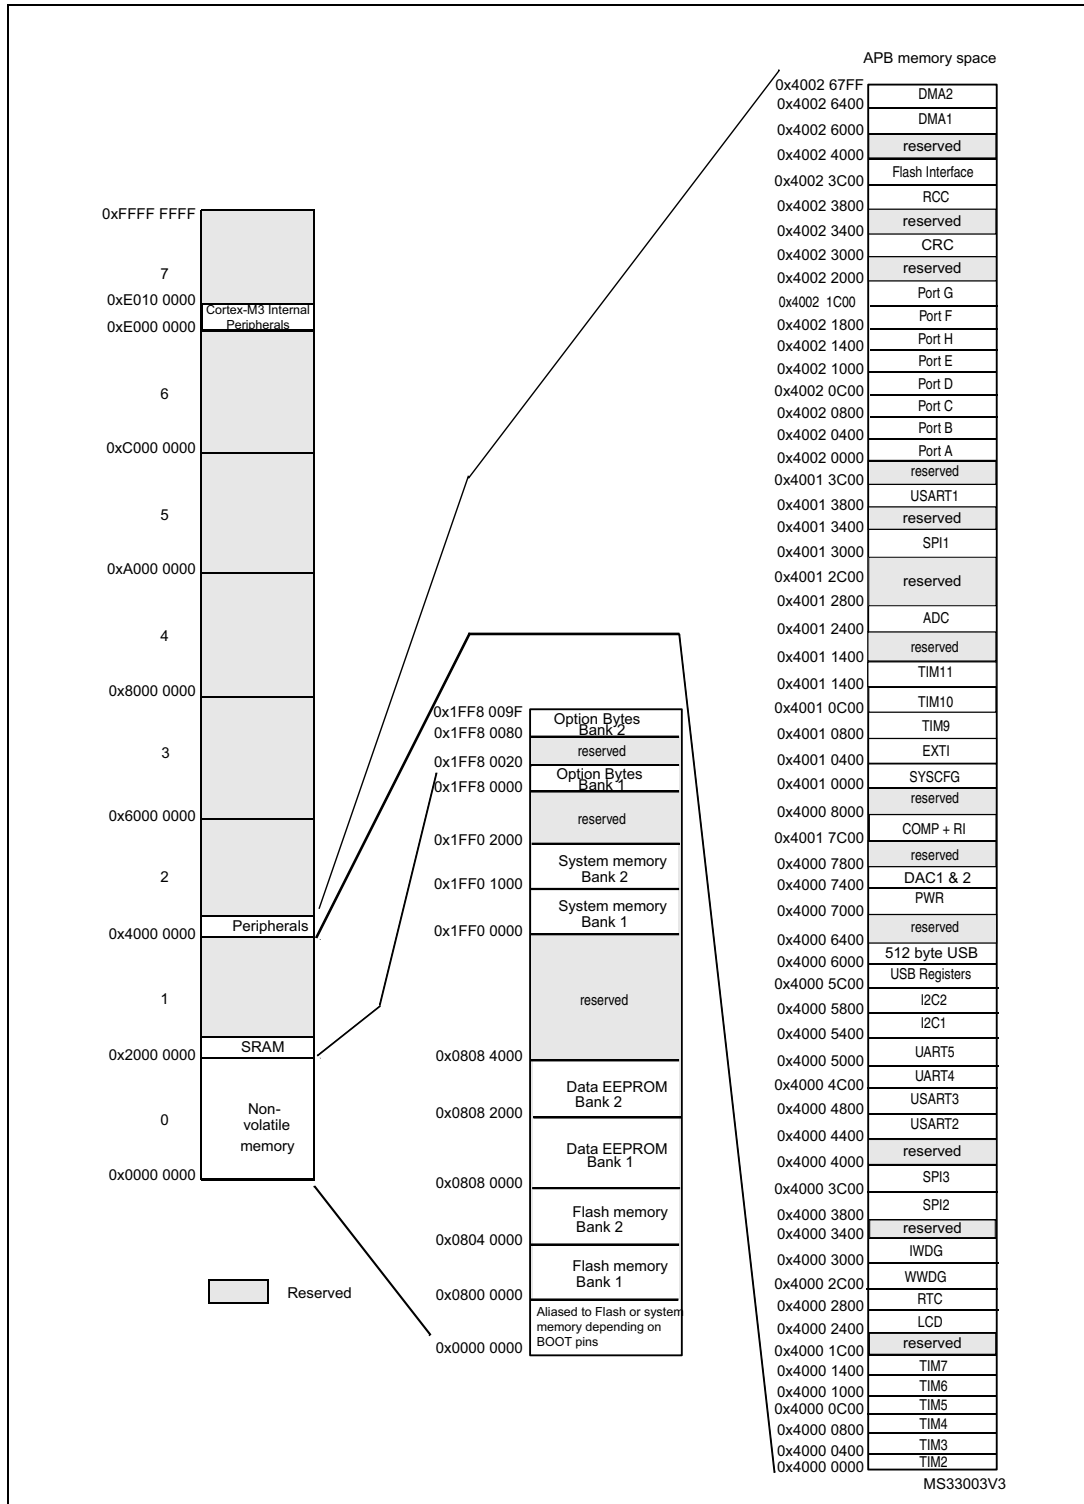 APB memory space
0x4002 67FF
DMA2
0x4002 6400
DMA1
0x4002 6000
reserved
0x4002 4000
Flash Interface
0x4002 3C00
RCC
0x4002 3800
reserved
0x4002 3400
CRC
0x4002 3000
reserved
0x4002 2000
Port G
0x4002 1C00
Port F
0x4002 1800
Port H
0x4002 1400
Port E
0x4002 1000
Port D
0x4002 0C00
Port C
0x4002 0800
Port B
0x4002 0400
Port A
0x4002 0000
reserved
0x4001 3C00
USART1
0x4001 3800
reserved
0x4001 3400
SPI1
0x4001 3000
0x4001 2C00
reserved
0x4001 2800
ADC
0x4001 2400
reserved
0x4001 1400
TIM11
0x4001 1400
TIM10
0x4001 0C00
TIM9
0x4001 0800
EXTI
0x4001 0400
SYSCFG
0x4001 0000
reserved
0x4000 8000
COMP + RI
0x4001 7C00
reserved
0x4000 7800
DAC1 & 2
0x4000 7400
PWR
0x4000 7000
reserved
0x4000 6400
512 byte USB
0x4000 6000
USB Registers
0x4000 5C00
I2C2
0x4000 5800
I2C1
0x4000 5400
UART5
0x4000 5000
UART4
0x4000 4C00
USART3
0x4000 4800
USART2
0x4000 4400
reserved
0x4000 4000
SPI3
0x4000 3C00
SPI2
0x4000 3800
reserved
0x4000 3400
IWDG
0x4000 3000
WWDG
0x4000 2C00
RTC
0x4000 2800
LCD
0x4000 2400
reserved
0x4000 1C00
TIM7
0x4000 1400
TIM6
0x4000 1000
TIM5
0x4000 0C00
TIM4
0x4000 0800
TIM3
0x4000 0400
TIM2
0x4000 0000
0xFFFF FFFF
7
0xE010 0000
Cortex-M3 Internal
Peripherals
0xE000 0000
6
0xC000 0000
5
0xA000 0000
4
0x8000 0000
3
0x6000 0000
2
Peripherals
0x4000 0000
1
SRAM
0x2000 0000
0
Non-
volatile
memory
0x0000 0000
Reserved
0x1FF8 009F
Option Bytes
Bank 2
0x1FF8 0080
reserved
0x1FF8 0020
Option Bytes
Bank 1
0x1FF8 0000
reserved
0x1FF0 2000
System memory
Bank 2
0x1FF0 1000
System memory
Bank 1
0x1FF0 0000
reserved
0x0808 4000
Data EEPROM
Bank 2
0x0808 2000
Data EEPROM
Bank 1
0x0808 0000
Flash memory
Bank 2
0x0804 0000
Flash memory
Bank 1
0x0800 0000
Aliased to Flash or system
memory depending on
BOOT pins
0x0000 0000
MS33003V3